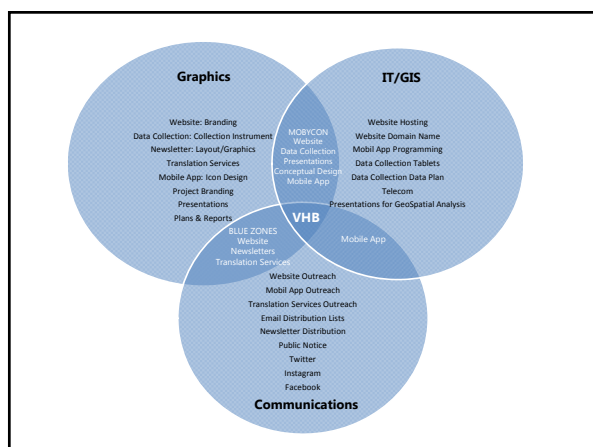 Graphics
Website: Branding
Data Collection: Collection Instrument
Newsletter: Layout/Graphics
Translation Services
Mobile App: Icon Design
Project Branding
Presentations
Plans & Reports
MOBYCON
Website
Data Collection
Presentations
Conceptual Design
Mobile App
IT/GIS
Website Hosting
Website Domain Name
Mobil App Programming
Data Collection Tablets
Data Collection Data Plan
Telecom
Presentations for GeoSpatial Analysis
VHB
BLUE ZONES
Website
Newsletters
Translation Services
Mobile App
Website Outreach
Mobil App Outreach
Translation Services Outreach
Email Distribution Lists
Newsletter Distribution
Public Notice
Twitter
Instagram
Facebook
Communications